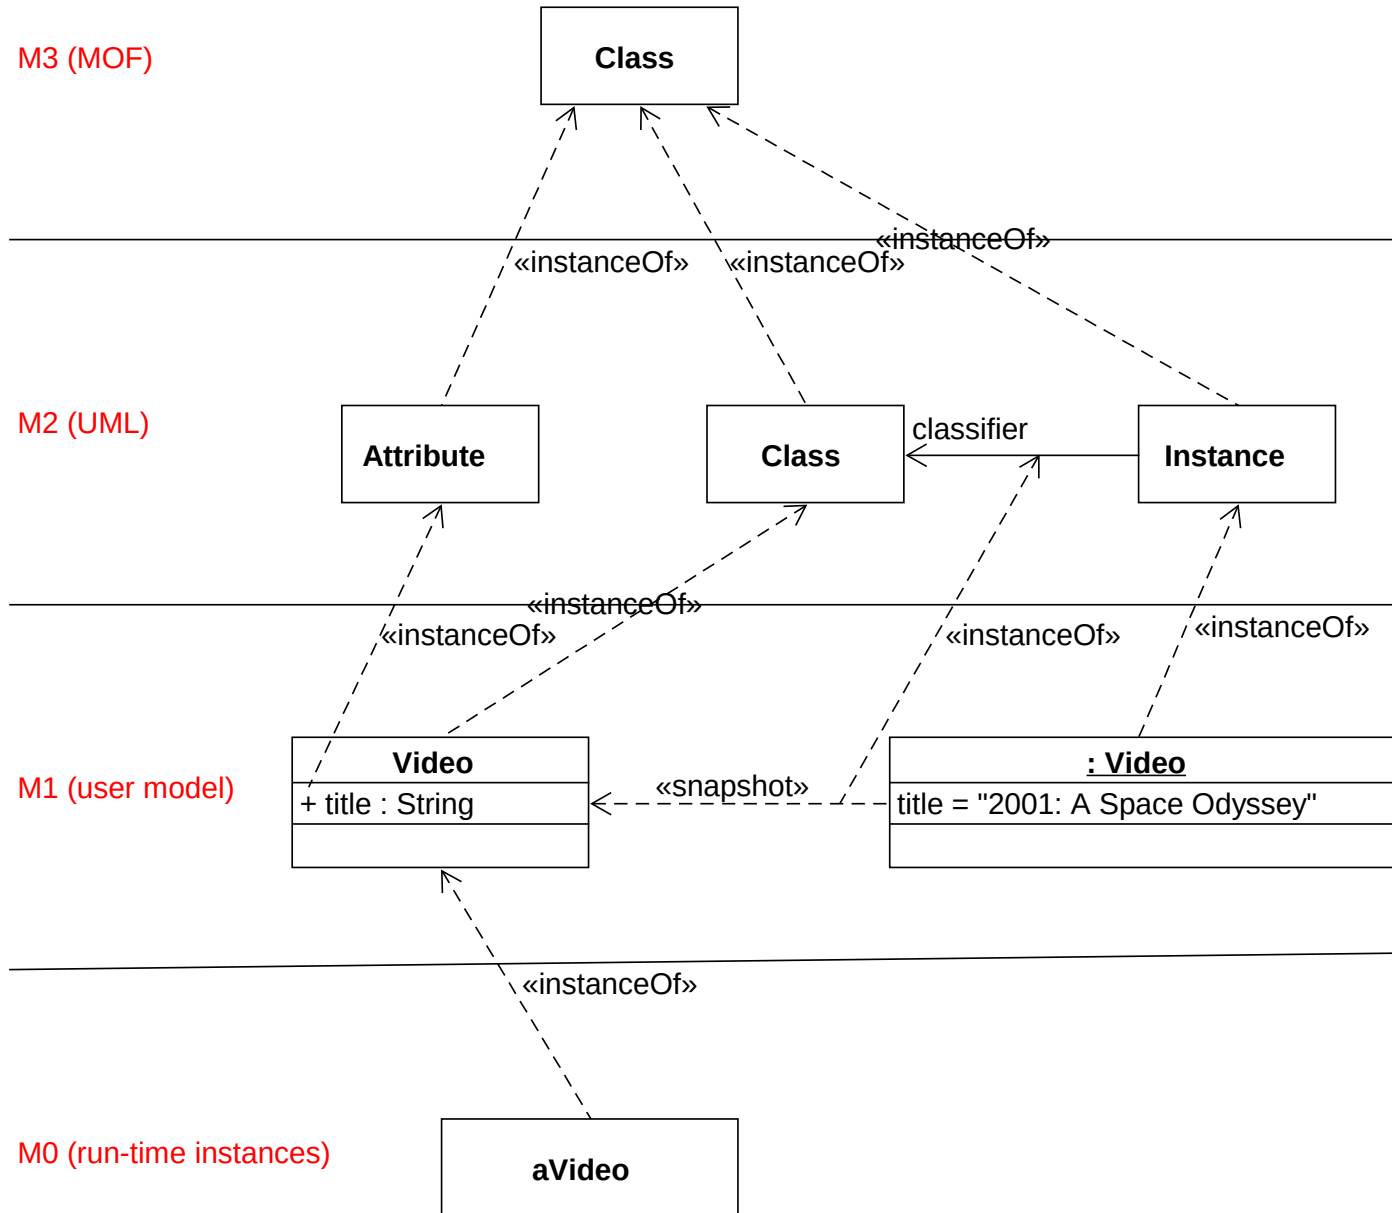 M3 (MOF)
Class
«instanceOf»
«instanceOf»
«instanceOf»
M2 (UML)
Attribute
Class
classifier
Instance
«instanceOf»
«instanceOf»
«instanceOf»
«instanceOf»
M1 (user model)
Video
+ title : String
«snapshot»
: Video
title = "2001: A Space Odyssey"
«instanceOf»
M0 (run-time instances)
aVideo